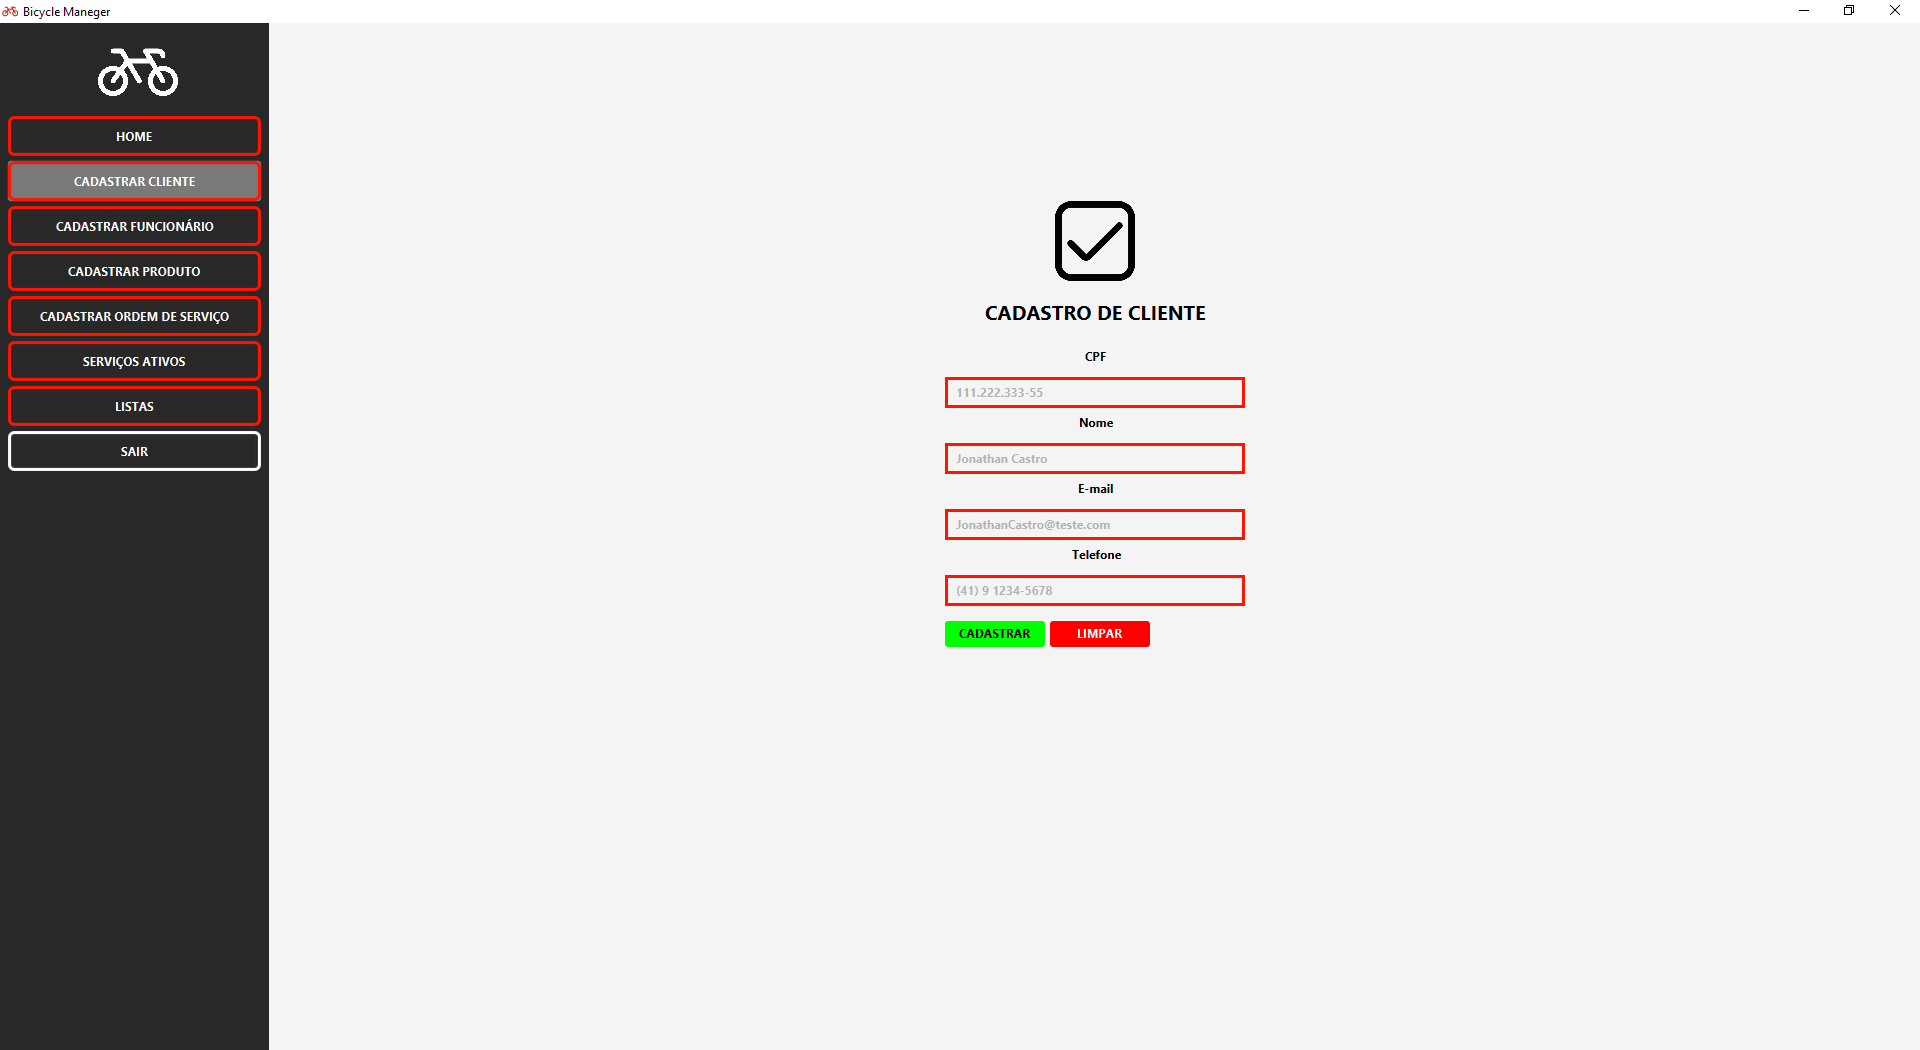 Bicycle Maneger
HOME
CADASTRAR CLIENTE
CADASTRAR FUNCIONÁRIO
CADASTRAR PRODUTO
CADASTRAR ORDEM DE SERVIÇO
SERVIÇOS ATIVOS
LISTAS
SAIR
CADASTRO DE CLIENTE
CPF
111.222.333-55
Nome
Jonathan Castro
E-mail
JonathanCastro@teste.com
Telefone
(41) 9 1234-5678
CADASTRAR LIMPAR